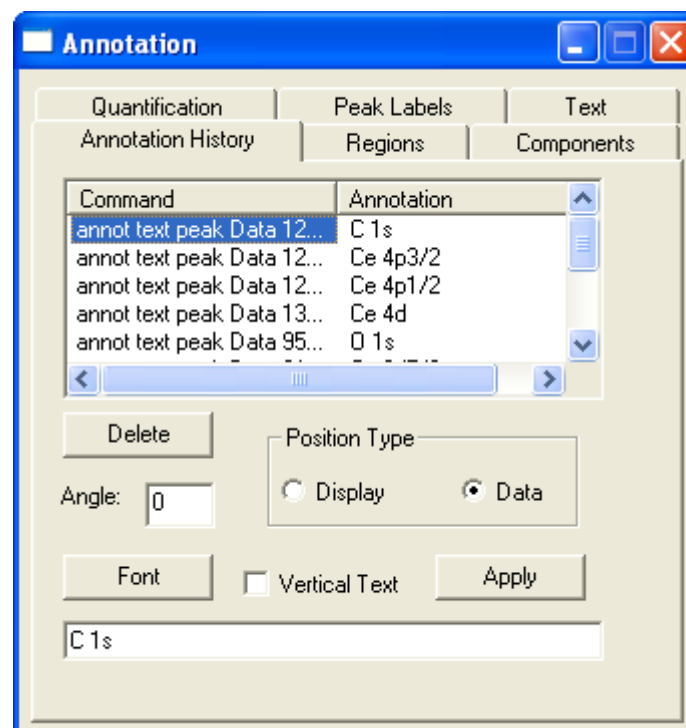 Annotation
Quantification Peak Labels Text
Annotation History Regions Components
Command Annotation
annot text peak Data 12... C 1s
annot text peak Data 12... Ce 4p3/2
annot text peak Data 12... Ce 4p1/2
annot text peak Data 13... Ce 4d
annot text peak Data 95... O 1s
Delete Position Type
Angle: 0 Display Data
Font Vertical Text Apply
C 1s